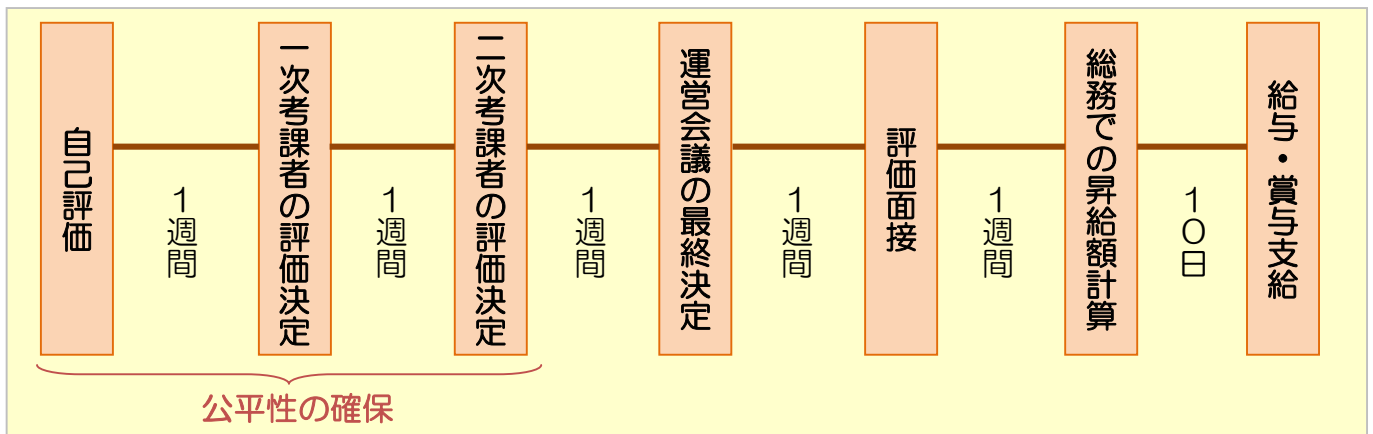 自己評価
1週間
一次考課者の評価決定
1週間
二次考課者の評価決定
1週間
運営会議の最終決定
1週間
評価面接
1週間
総務での昇給額計算
10日
給与・賞与支給
公平性の確保